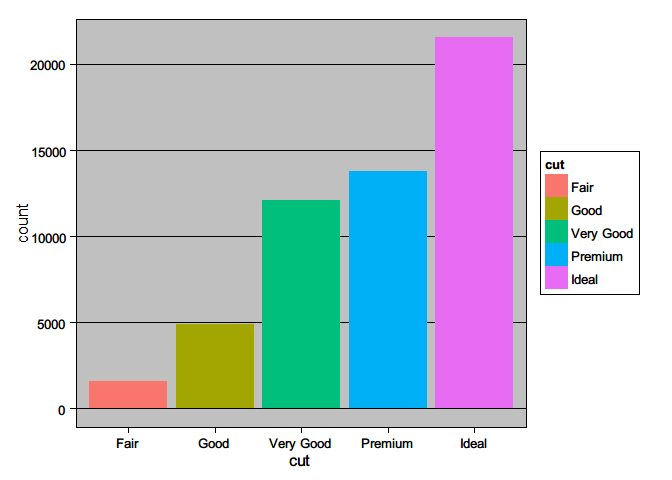 20000
15000
10000
5000
0
count
Fair Good Very Good Premium Ideal
cut
cut
Fair
Good
Very Good
Premium
Ideal